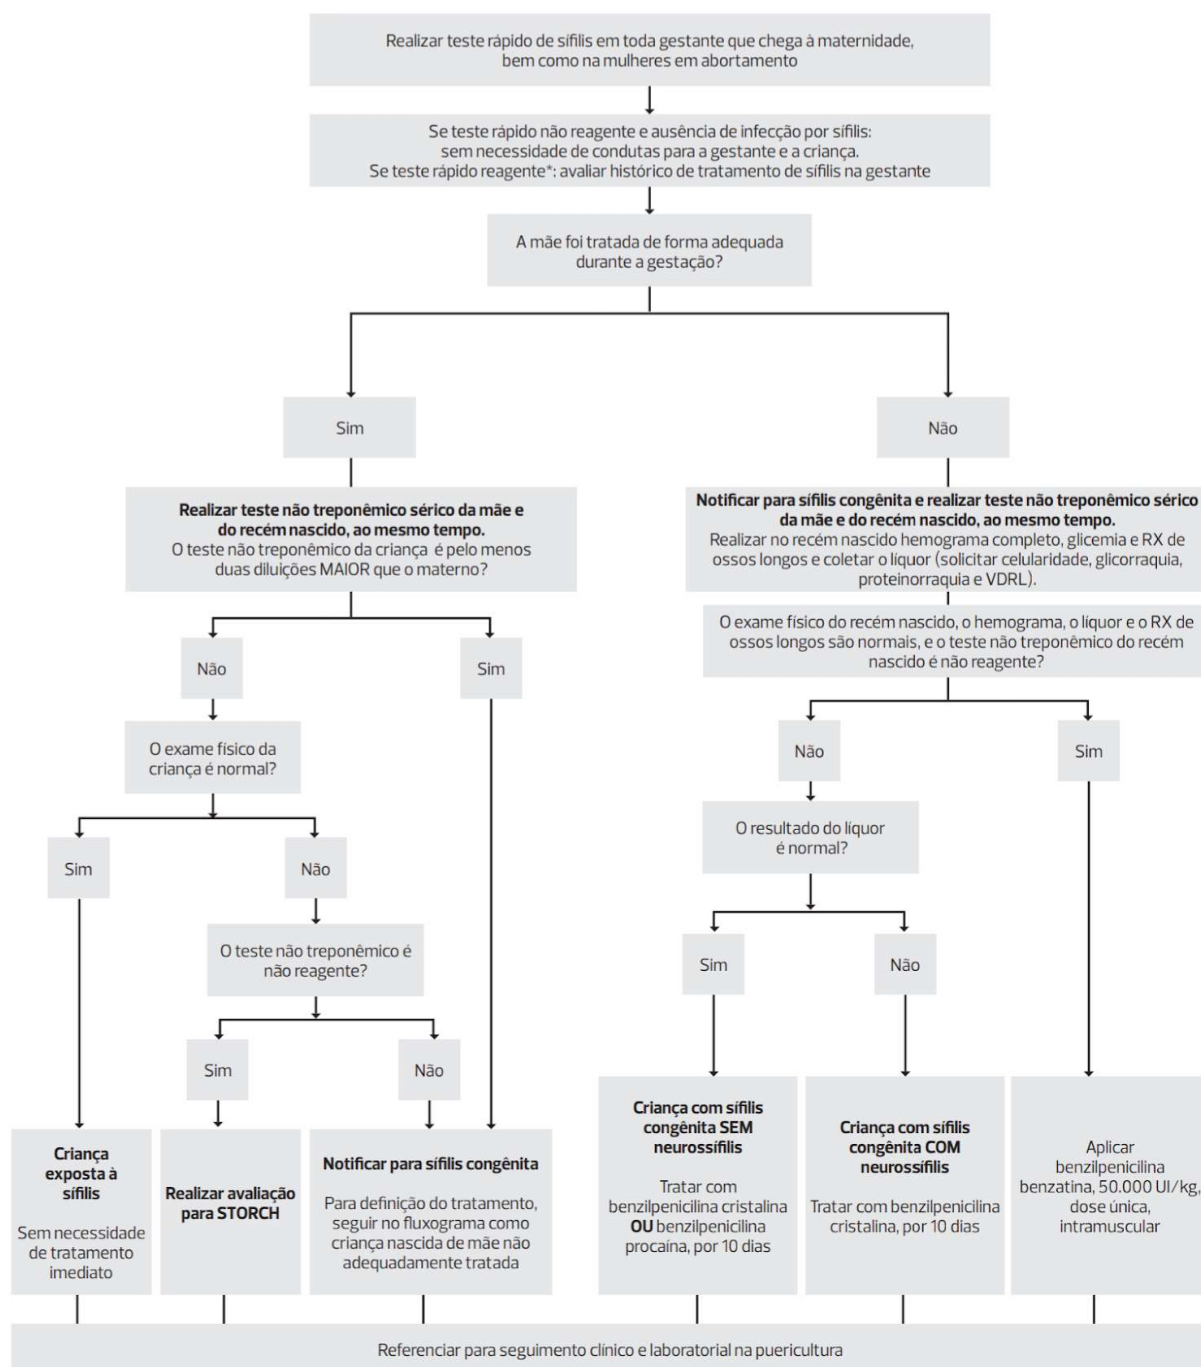 Realizar teste rápido de sífilis em toda gestante que chega à maternidade,
bem como na mulheres em abortamento
Se teste rápido não reagente e ausência de infecção por sífilis:
sem necessidade de condutas para a gestante e a criança.
Se teste rápido reagente*: avaliar histórico de tratamento de sífilis na gestante
A mãe foi tratada de forma adequada
durante a gestação?
Sim
Não
Realizar teste não treponêmico sérico da mãe e
do recém nascido, ao mesmo tempo.
O teste não treponêmico da criança é pelo menos
duas diluições MAIOR que o materno?
Não
Sim
O exame físico da
criança é normal?
Sim
Não
O teste não treponêmico é
não reagente?
Sim
Não
Criança
exposta à
sífilis
Sem necessidade
de tratamento
imediato
Realizar avaliação
para STORCH
Notificar para sífilis congênita
Para definição do tratamento,
seguir no fluxograma como
criança nascida de mãe não
adequadamente tratada
Notificar para sífilis congênita e realizar teste não treponêmico sérico
da mãe e do recém nascido, ao mesmo tempo.
Realizar no recém nascido hemograma completo, glicemia e RX de
ossos longos e coletar o líquor (solicitar celularidade, glicorraquia,
proteinorraquia e VDRL).
O exame físico do recém nascido, o hemograma, o líquor e o RX de
ossos longos são normais, e o teste não treponêmico do recém
nascido é não reagente?
Não
Sim
O resultado do líquor
é normal?
Sim
Não
Criança com sífilis
congênita SEM
neurossífilis
Tratar com
benzilpenicilina cristalina
OU benzilpenicilina
procaína, por 10 dias
Criança com sífilis
congênita COM
neurossífilis
Tratar com benzilpenicilina
cristalina, por 10 dias
Aplicar
benzilpenicilina
benzatina, 50.000 UI/kg,
dose única,
intramuscular
Referenciar para seguimento clínico e laboratorial na puericultura